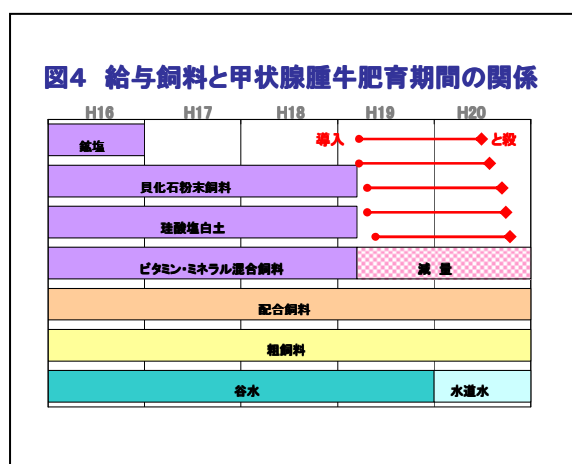 図4 給与飼料と甲状腺腫牛肥育期間の関係
H16 H17 H18 H19 H20
鉱塩 導入 と殺
貝化石粉末飼料
珪酸塩白土
ビタミン・ミネラル混合飼料 減量
配合飼料
粗飼料
谷水 水道水